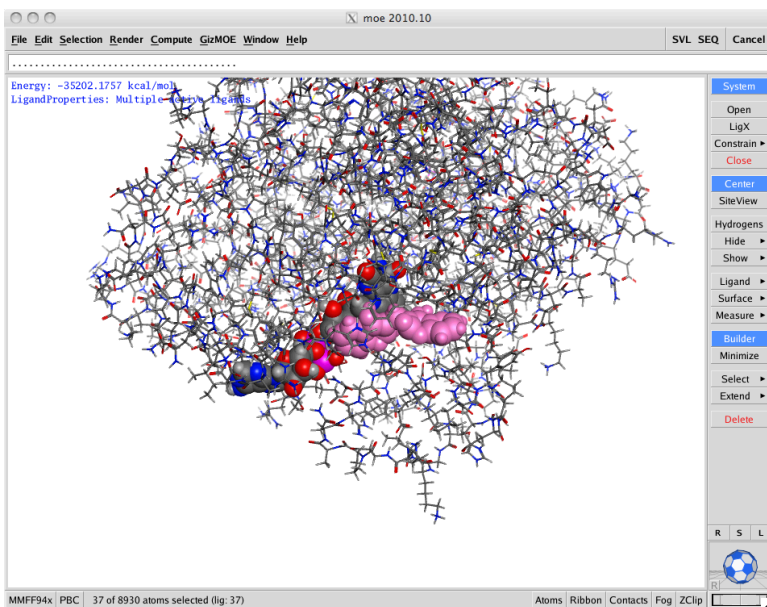 moe 2010.10
File Edit Selection Render Compute GizMOE Window Help SVL SEQ Cancel
.......................................
Energy: -35202.1757 kcal/mol
LigandProperties: Multiple active ligands
System
Open
LigX
Constrain
Close
Center
SiteView
Hydrogens
Hide
Show
Ligand
Surface
Measure
Builder
Minimize
Select
Extend
Delete
R S L
R
MMFF94x PBC 37 of 8930 atoms selected (lig: 37) Atoms Ribbon Contacts Fog ZClip